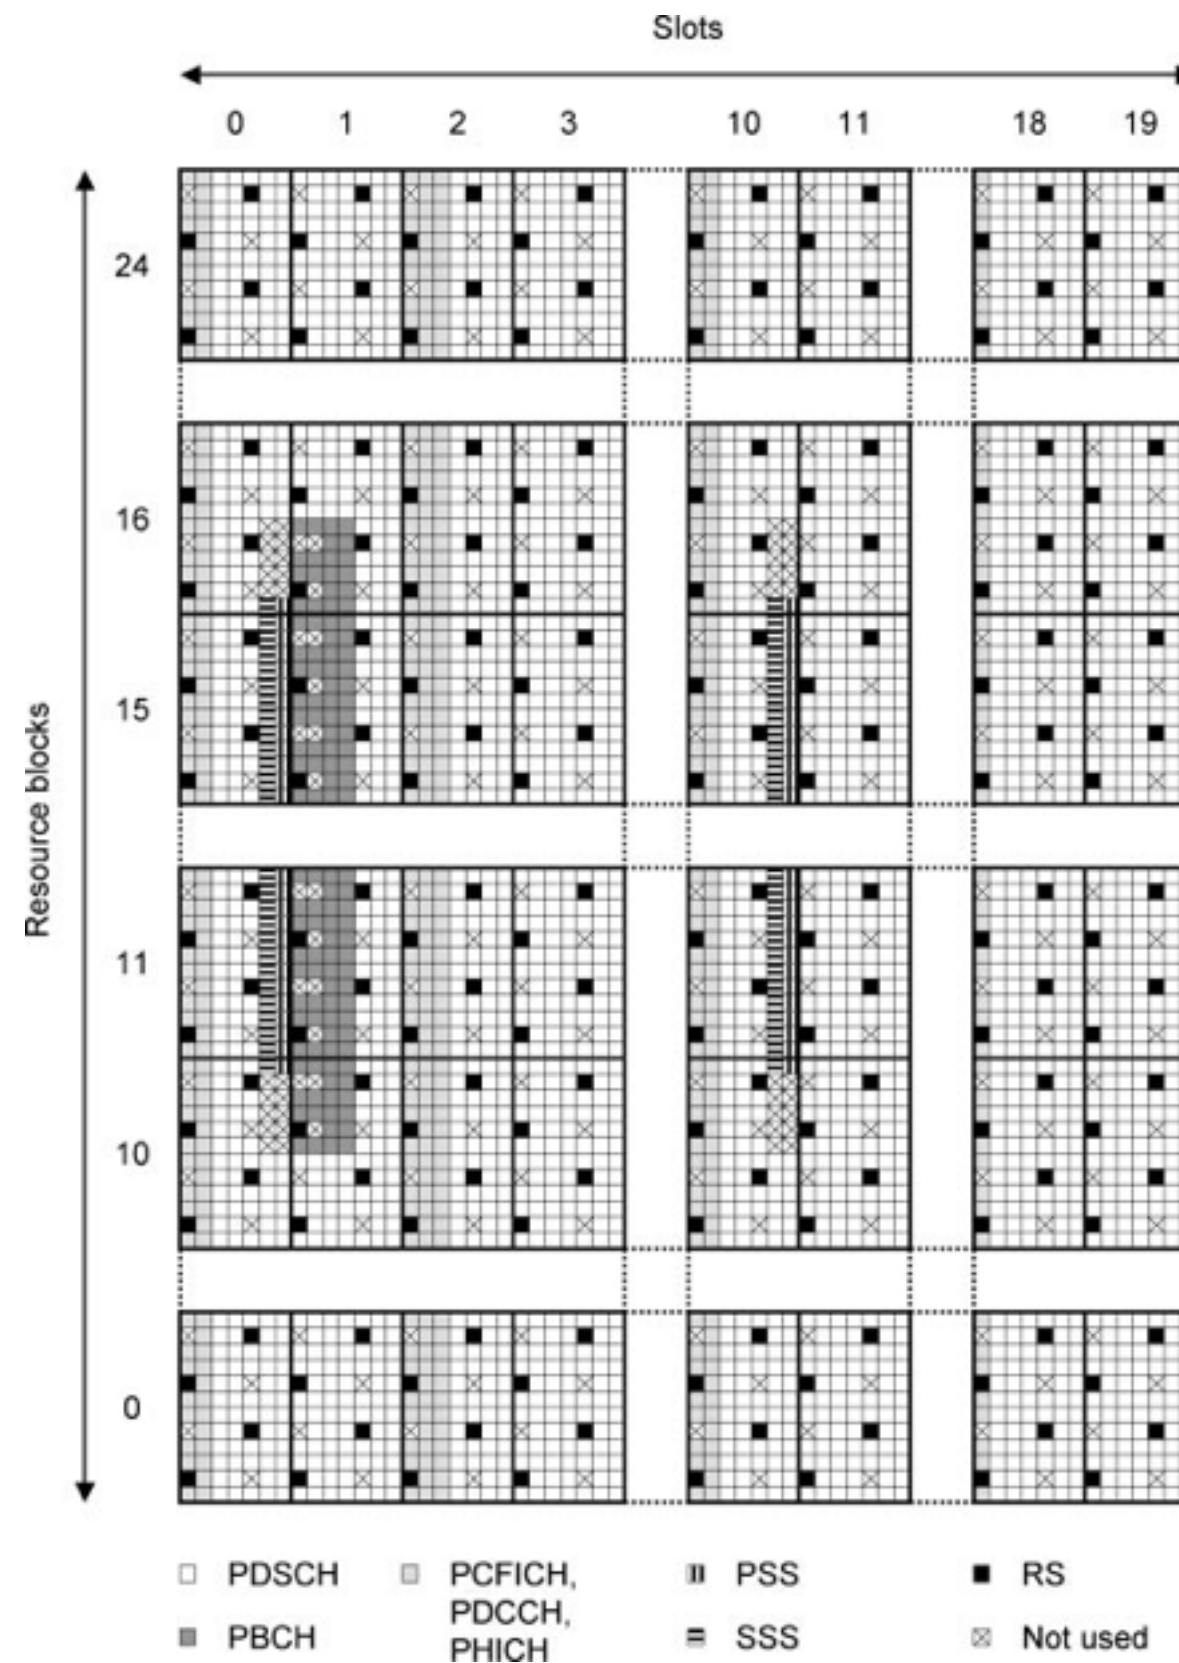 Slots
0 1 2 3 10 11 18 19
24
16
15
Resource blocks
11
10
0
PDSCH PCFICH, PSS RS
PDCCH,
PBCH PHICH SSS Not used